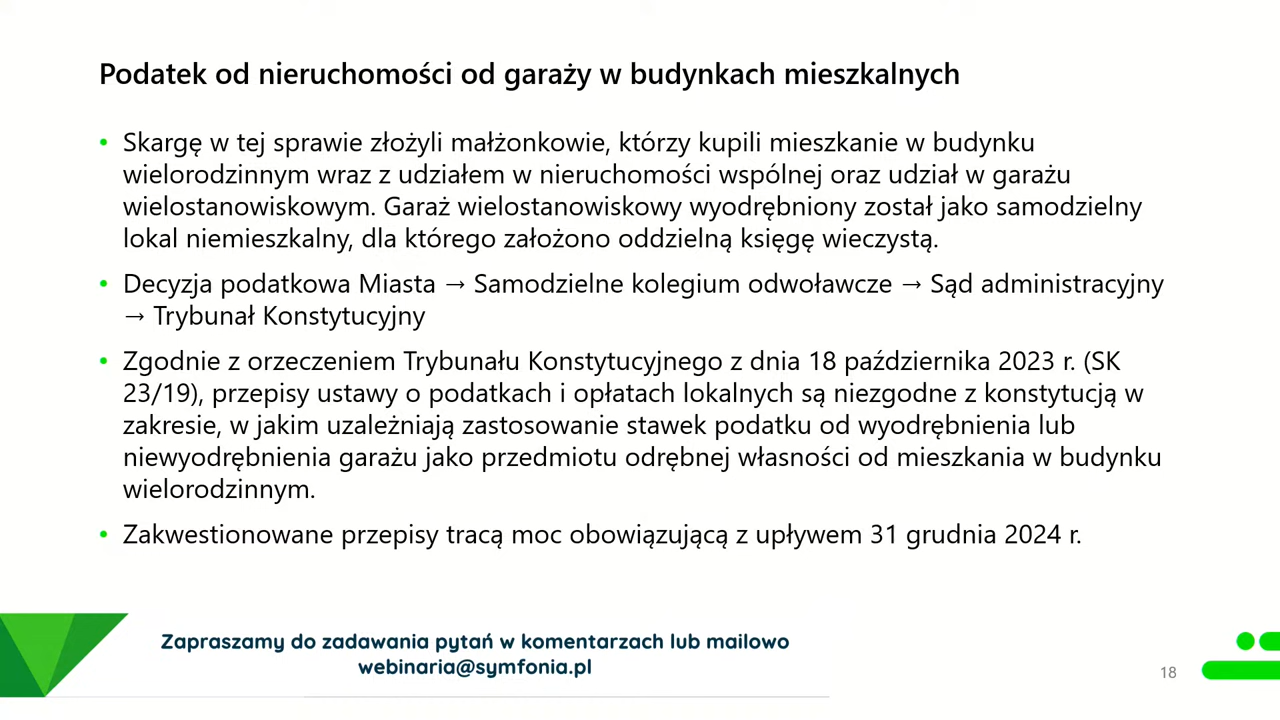 Podatek od nieruchomości od garaży w budynkach mieszkalnych
• Skargę w tej sprawie złożyli małżonkowie, którzy kupili mieszkanie w budynku
wielorodzinnym wraz z udziałem w nieruchomości wspólnej oraz udział w garażu
wielostanowiskowym. Garaż wielostanowiskowy wyodrębniony został jako samodzielny
lokal niemieszkalny, dla którego założono oddzielną księgę wieczystą.
• Decyzja podatkowa Miasta → Samodzielne kolegium odwoławcze → Sąd administracyjny
→ Trybunał Konstytucyjny
• Zgodnie z orzeczeniem Trybunału Konstytucyjnego z dnia 18 października 2023 r. (SK
23/19), przepisy ustawy o podatkach i opłatach lokalnych są niezgodne z konstytucją w
zakresie, w jakim uzależniają zastosowanie stawek podatku od wyodrębnienia lub
niewyodrębnienia garażu jako przedmiotu odrębnej własności od mieszkania w budynku
wielorodzinnym.
• Zakwestionowane przepisy tracą moc obowiązującą z upływem 31 grudnia 2024 r.
Zapraszamy do zadawania pytań w komentarzach lub mailowo
webinaria@symfonia.pl
18